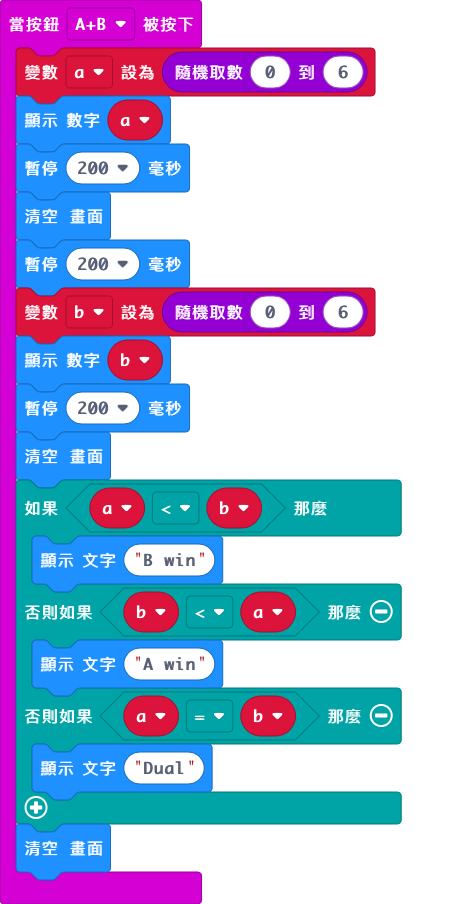 當按鈕 A+B 被按下
變數 a 設為 隨機取數 0 到 6
顯示 數字 a
暫停 200 毫秒
清空 畫面
暫停 200 毫秒
變數 b 設為 隨機取數 0 到 6
顯示 數字 b
暫停 200 毫秒
清空 畫面
如果 a < b 那麼
顯示 文字 "B win"
否則如果 b < a 那麼
顯示 文字 "A win"
否則如果 a = b 那麼
顯示 文字 "Dual"
清空 畫面